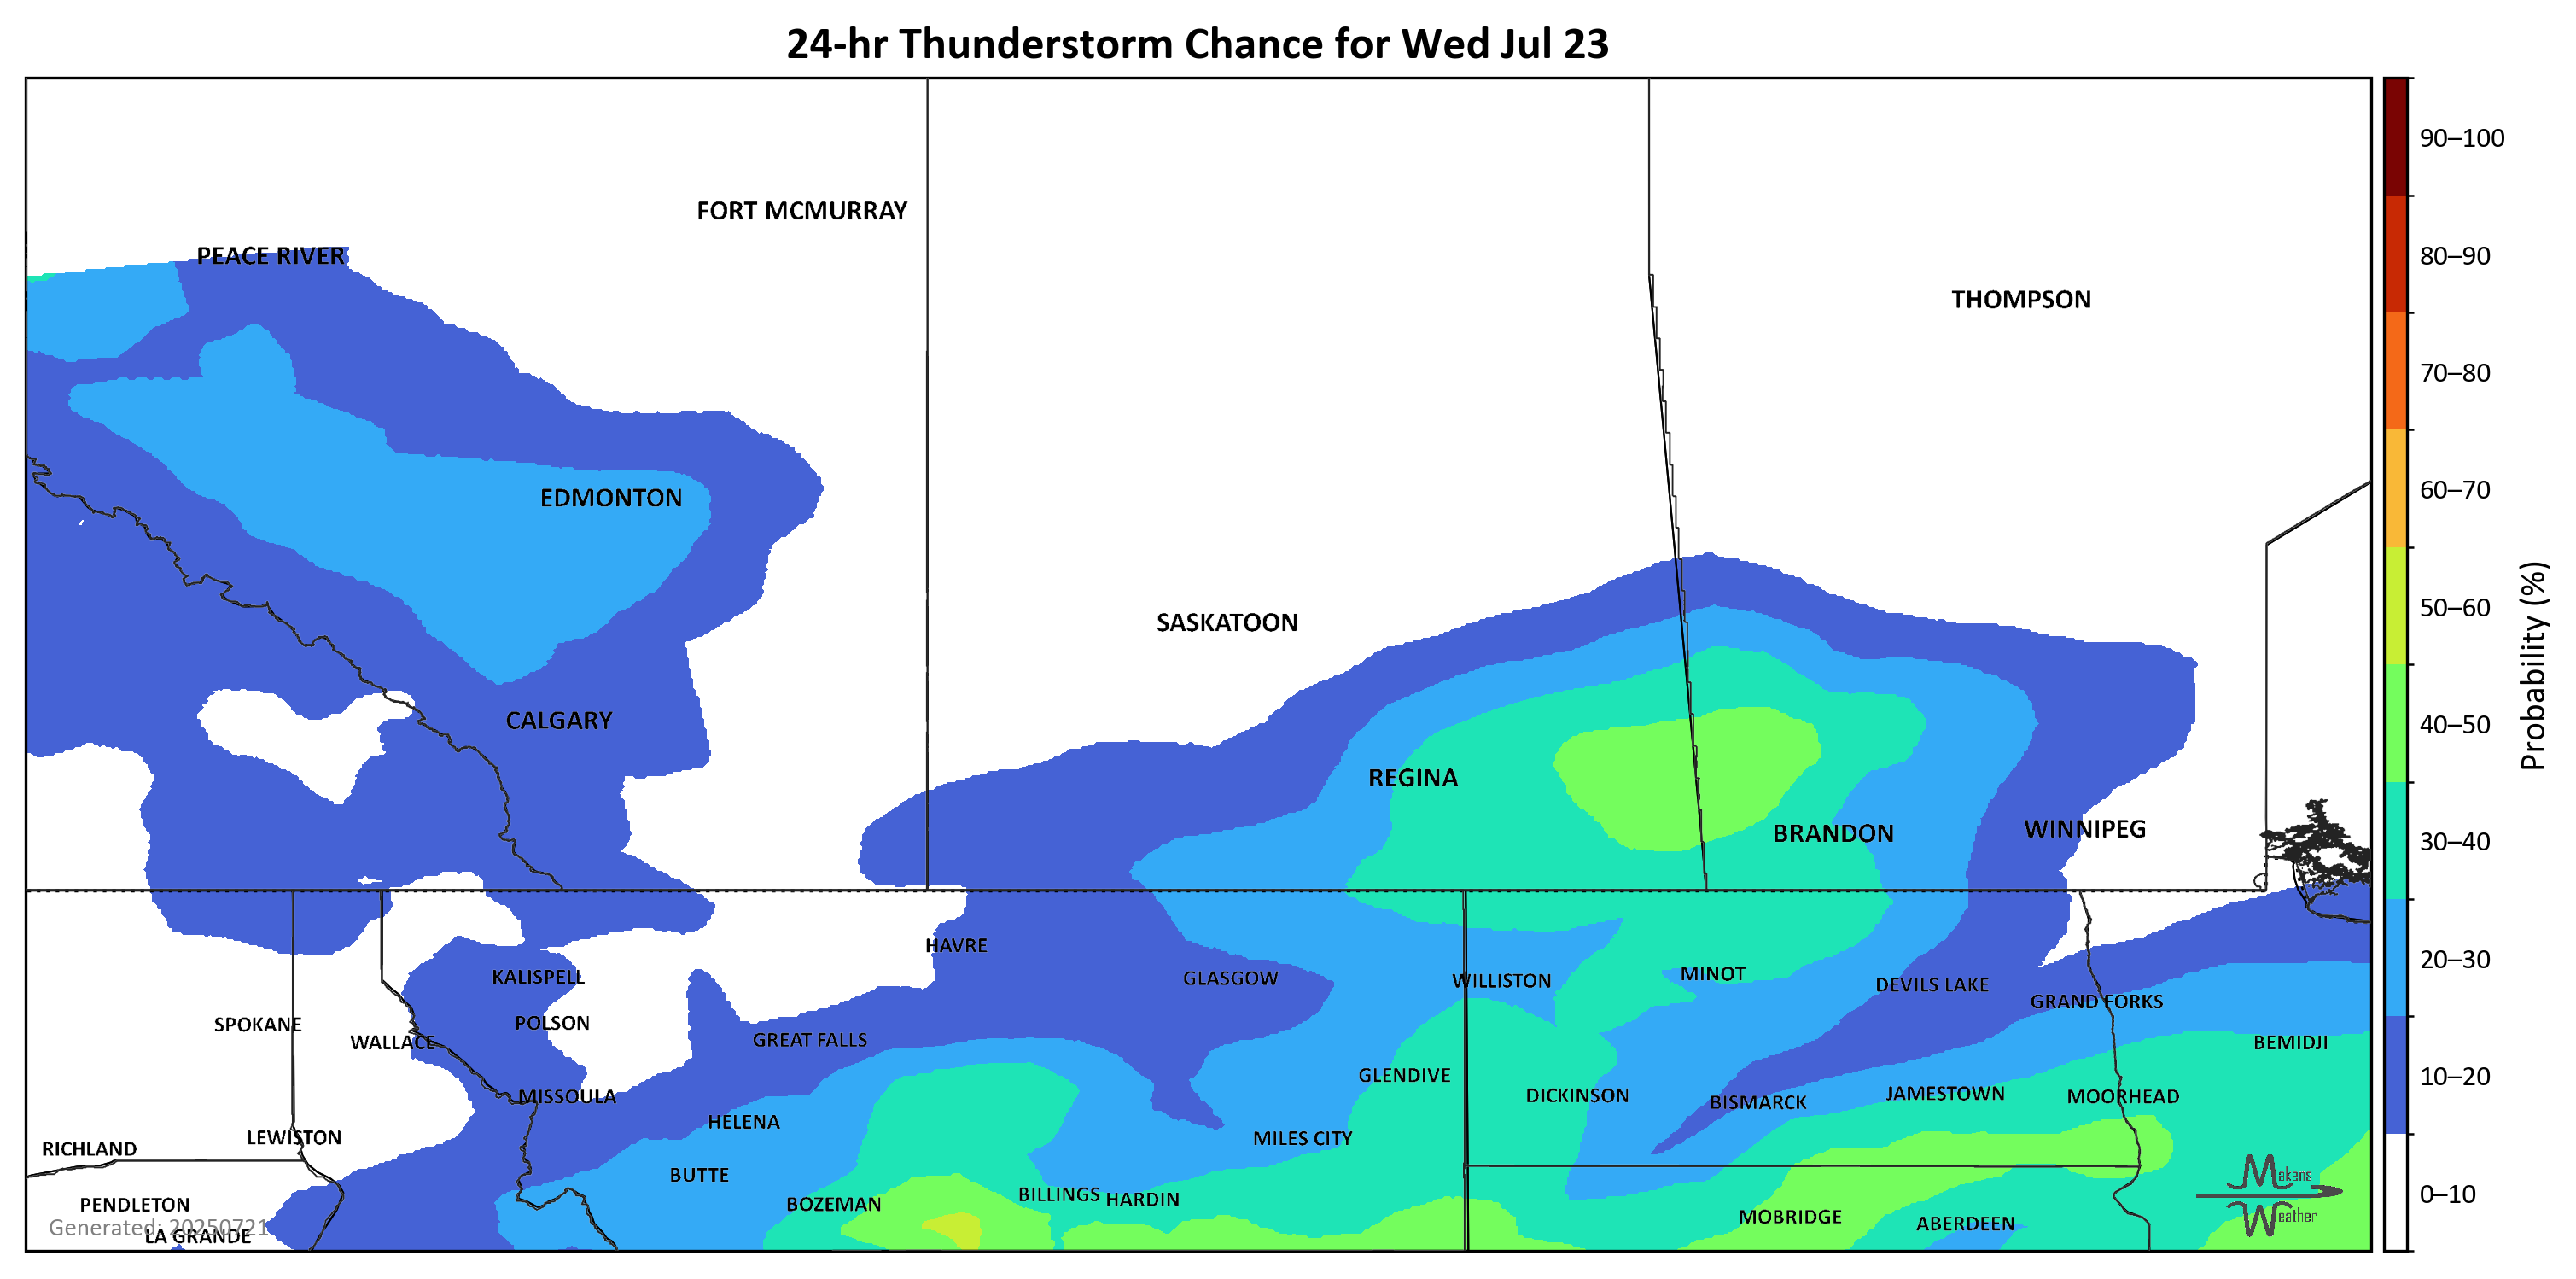 24-hr Thunderstorm Chance for Wed Jul 23
90–100
FORT MCMURRAY
PEACE RIVER
80–90
THOMPSON
70–80
60–70
EDMONTON
50–60
SASKATOON
Probability (%)
CALGARY
40–50
REGINA
WINNIPEG
BRANDON
30–40
HAVRE
20–30
MINOT
KALISPELL
GLASGOW
WILLISTON
DEVILS LAKE
GRAND FORKS
POLSON
SPOKANE
GREAT FALLS
WALLACE
BEMIDJI
GLENDIVE
10–20
JAMESTOWN
DICKINSON
MISSOULA
MOORHEAD
BISMARCK
HELENA
LEWISTON
MILES CITY
RICHLAND
BUTTE
Makens
0–10
BILLINGS
HARDIN
PENDLETON
BOZEMAN
Weather
MOBRIDGE
ABERDEEN
Generated: 20250721
LA GRANDE